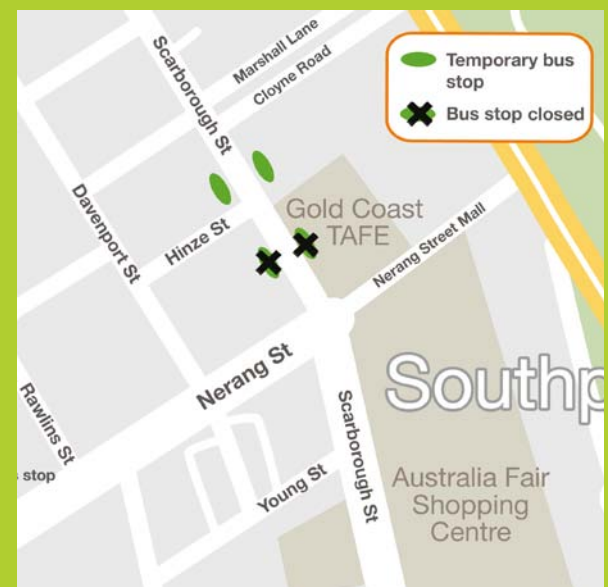 Scarborough St
Marshall Lane
Cloyne Road
Temporary bus
stop
Bus stop closed
Davenport St
Hinze St
Gold Coast
TAFE
Nerang Street Mall
Nerang St
Southp
Rawlins St
s stop
Scarborough St
Young St
Australia Fair
Shopping
Centre